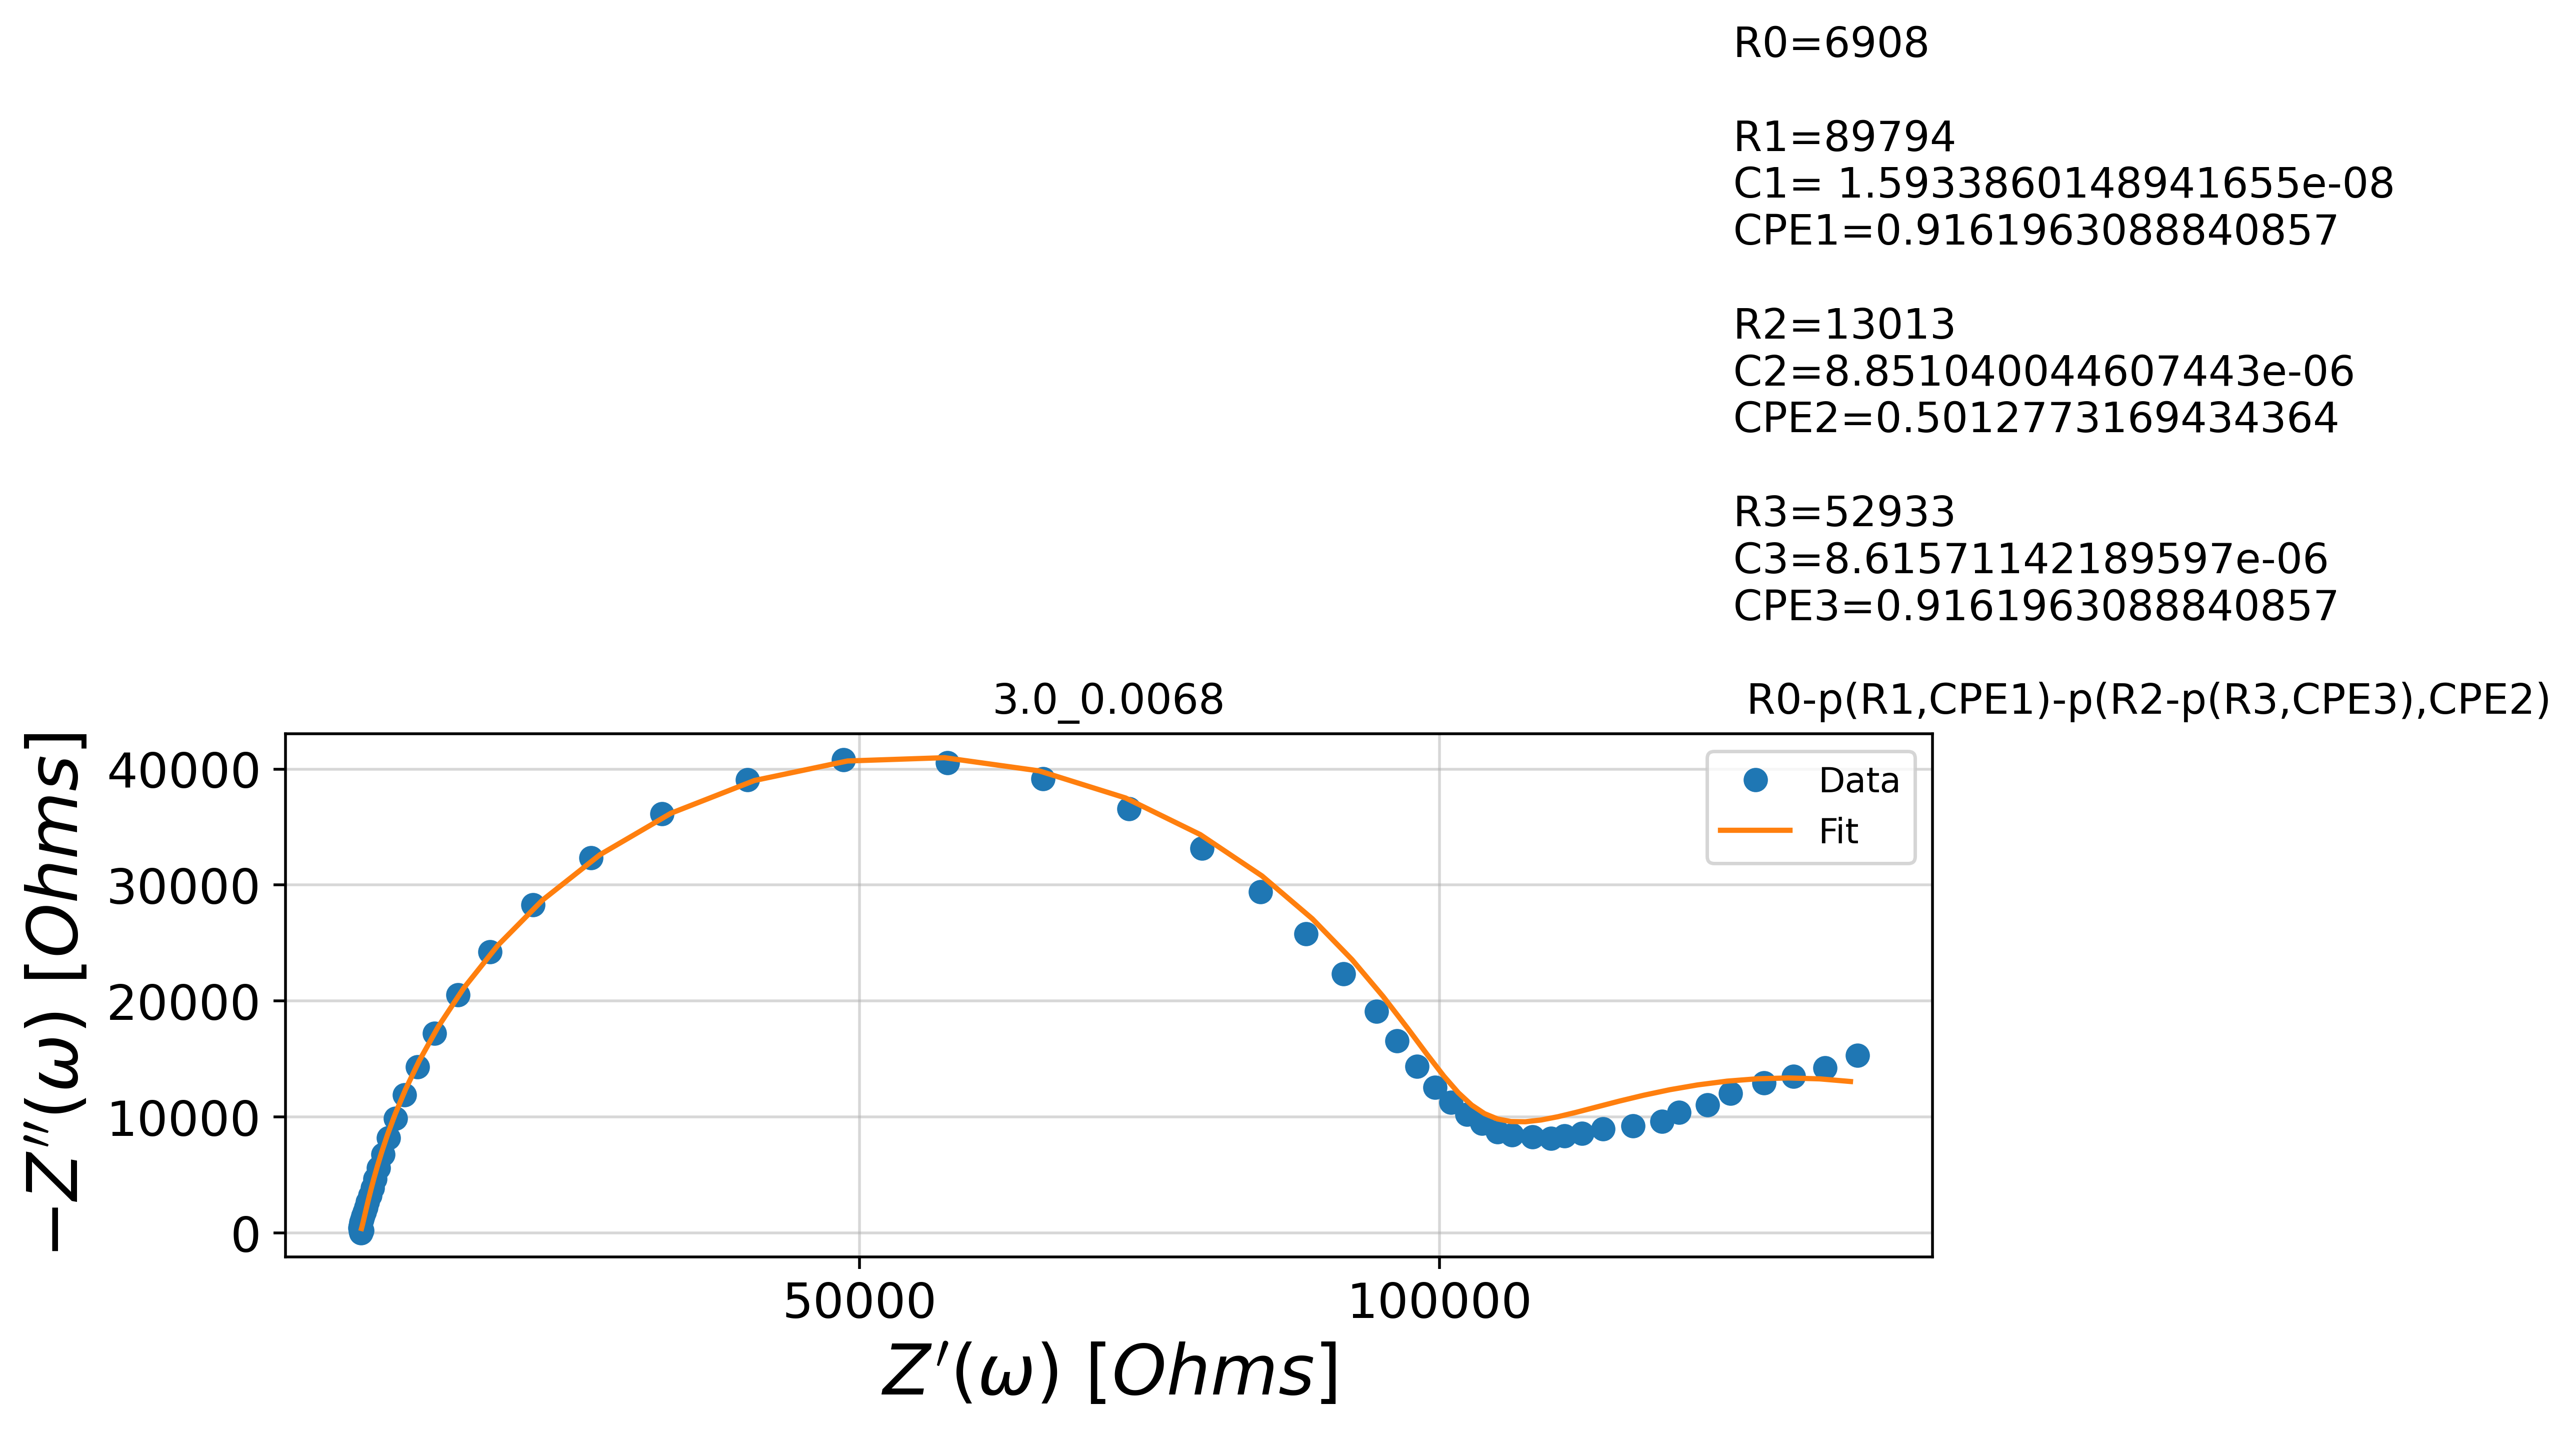 R0=6908
R1=89794
C1= 1.5933860148941655e-08
CPE1=0.9161963088840857
R2=13013
C2=8.851040044607443e-06
CPE2=0.5012773169434364
R3=52933
C3=8.61571142189597e-06
CPE3=0.9161963088840857
3.0_0.0068
R0-p(R1,CPE1)-p(R2-p(R3,CPE3),CPE2)
−Z′′(ω) [Ohms]
40000
30000
20000
10000
0
Data
Fit
50000
100000
Z′(ω) [Ohms]